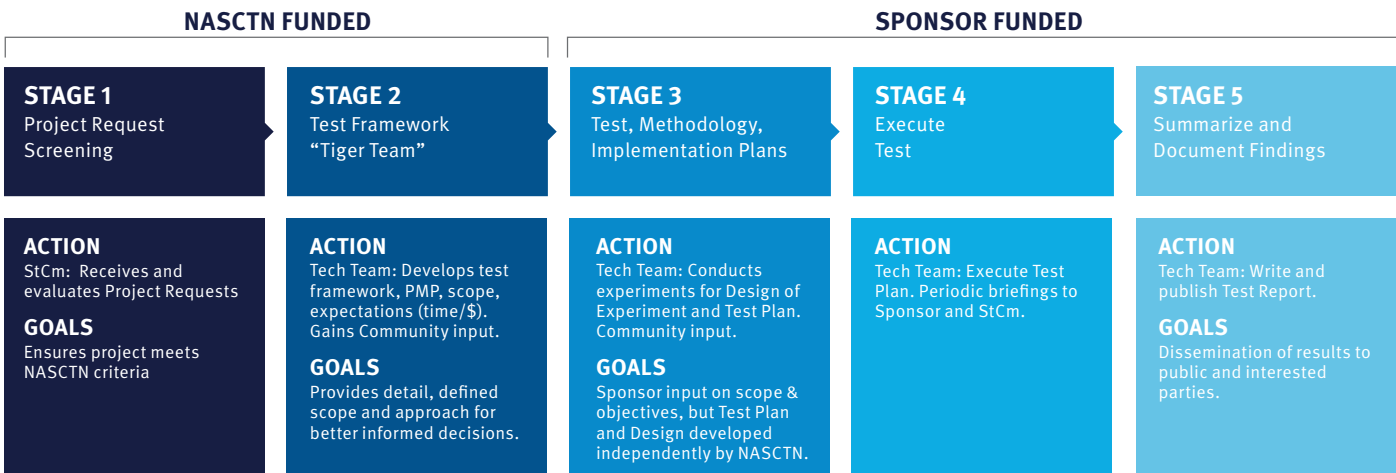 NASCTN FUNDED
SPONSOR FUNDED
STAGE 1
Project Request
Screening
STAGE 2
Test Framework
“Tiger Team”
STAGE 3
Test, Methodology,
Implementation Plans
STAGE 4
Execute
Test
STAGE 5
Summarize and
Document Findings
ACTION
StCm:  Receives and
evaluates Project Requests
GOALS
Ensures project meets
NASCTN criteria
ACTION
Tech Team: Develops test
framework, PMP, scope,
expectations (time/$).
Gains Community input.
GOALS
Provides detail, defined
scope and approach for
better informed decisions.
ACTION
Tech Team: Conducts
experiments for Design of
Experiment and Test Plan.
Community input.
GOALS
Sponsor input on scope &
objectives, but Test Plan
and Design developed
independently by NASCTN.
ACTION
Tech Team: Execute Test
Plan. Periodic briefings to
Sponsor and StCm.
ACTION
Tech Team: Write and
publish Test Report.
GOALS
Dissemination of results to
public and interested
parties.